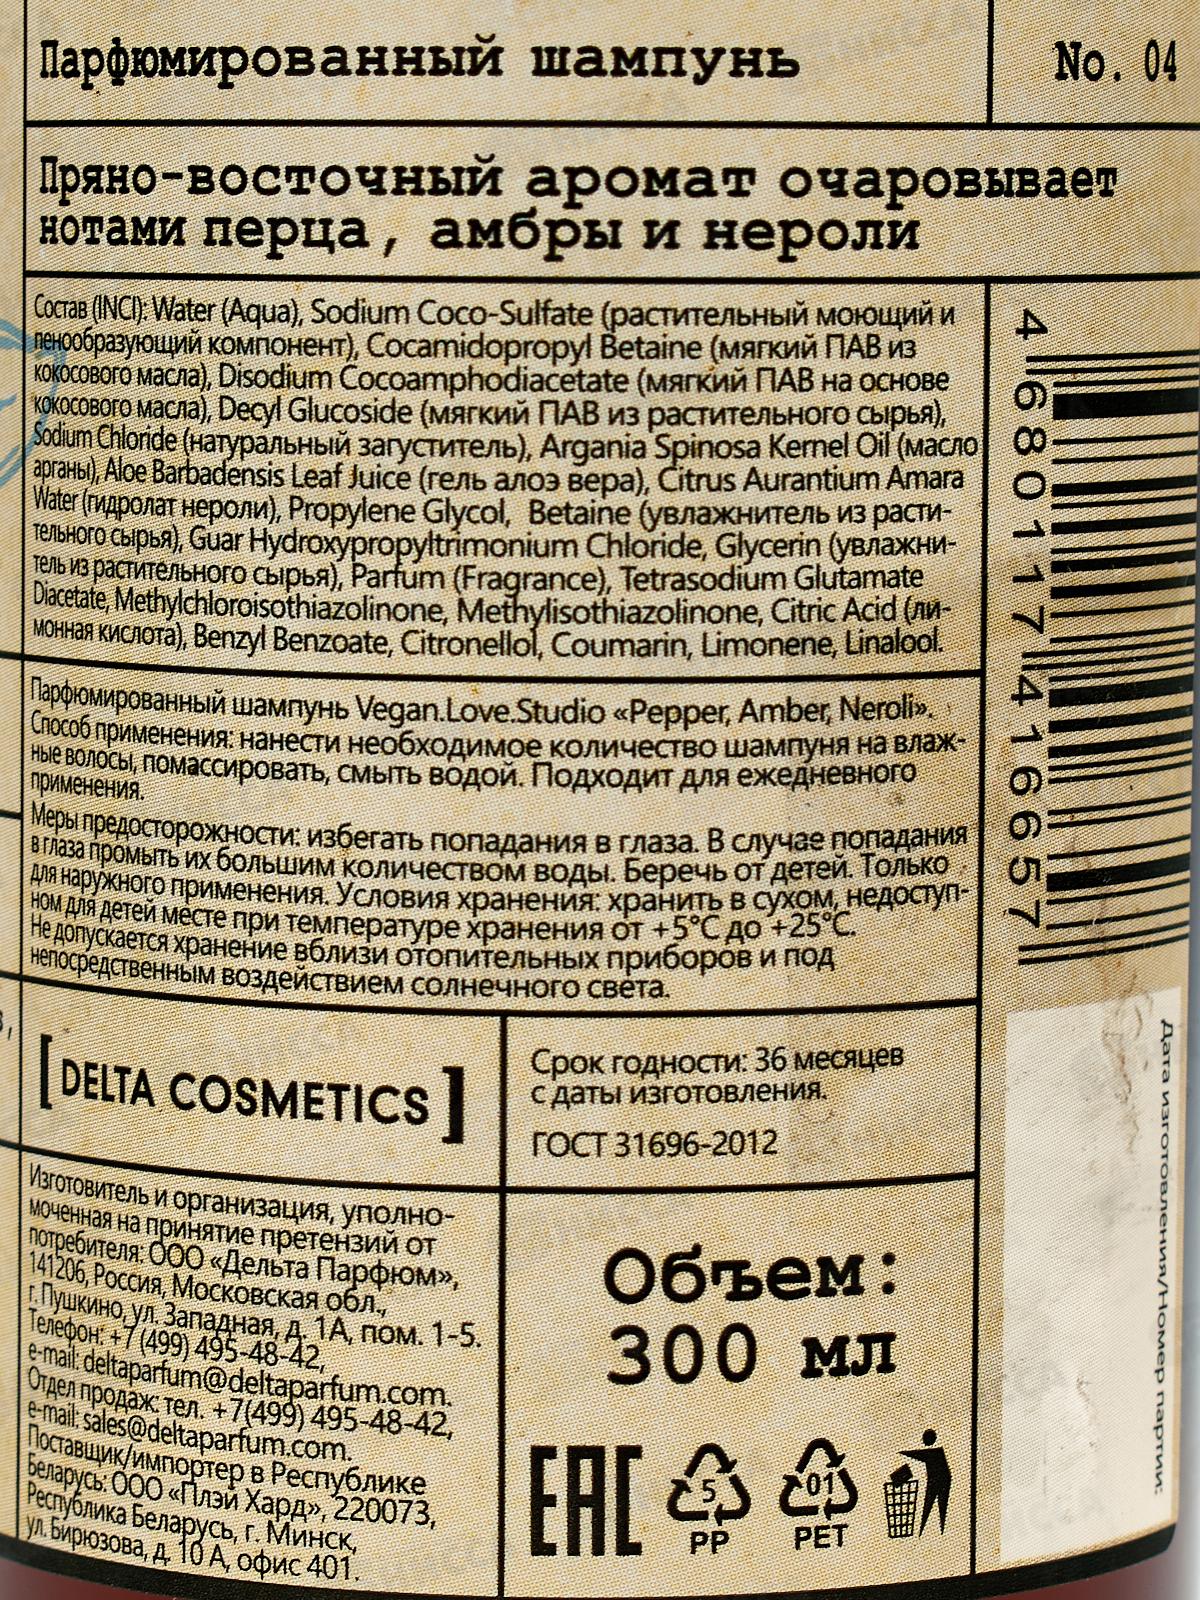 Парфюмированный шампунь
No. 04
Пряно-восточный аромат очаровывает
нотами перца, амбры и нероли
Состав (INCI): Water (Aqua), Sodium Coco-Sulfate (растительный моющий и
пенообразующий компонент), Cocamidopropyl Betaine (мягкий ПАВ из
кокосового масла), Disodium Cocoamphodiacetate (мягкий ПАВ на основе
кокосового масла), Decyl Glucoside (мягкий ПАВ из растительного сырья),
Sodium Chloride (натуральный загуститель), Argania Spinosa Kernel Oil (масло
арганы), Aloe Barbadensis Leaf Juice (гель алоэ вера), Citrus Aurantium Amara
Water (гидролат нероли), Propylene Glycol, Betaine (увлажнитель из расти-
тельного сырья), Guar Hydroxypropyltrimonium Chloride, Glycerin (увлажни-
тель из растительного сырья), Parfum (Fragrance), Tetrasodium Glutamate
Diacetate, Methylchloroisothiazolinone, Methylisothiazolinone, Citric Acid (ли-
монная кислота), Benzyl Benzoate, Citronellol, Coumarin, Limonene, Linalool.
4 680117 416657
Парфюмированный шампунь Vegan.Love.Studio «Pepper, Amber, Neroli».
Способ применения: нанести необходимое количество шампуня на влаж-
ные волосы, помассировать, смыть водой. Подходит для ежедневного
применения.
Меры предосторожности: избегать попадания в глаза. В случае попадания
в глаза промыть их большим количеством воды. Беречь от детей. Только
для наружного применения. Условия хранения: хранить в сухом, недоступ-
ном для детей месте при температуре хранения от +5°C до +25°C.
Не допускается хранение вблизи отопительных приборов и под
непосредственным воздействием солнечного света.
[DELTA COSMETICS]
Срок годности: 36 месяцев
с даты изготовления.
ГОСТ 31696-2012
Дата изготовления/Номер партии:
Изготовитель и организация, уполно-
моченная на принятие претензий от
потребителя: ООО «Дельта Парфюм»,
141206, Россия, Московская обл.,
г. Пушкино, ул. Западная, д. 1А, пом. 1-5.
Телефон: +7 (499) 495-48-42,
e-mail: deltaparfum@deltaparfum.com.
Отдел продаж: тел. +7(499) 495-48-42,
e-mail: sales@deltaparfum.com.
Поставщик/импортер в Республике
Беларусь: ООО «Плэй Хард», 220073,
Республика Беларусь, г. Минск,
ул. Бирюзова, д. 10 А, офис 401.
Объем:
300 мл
EAC
5
PP
01
PET